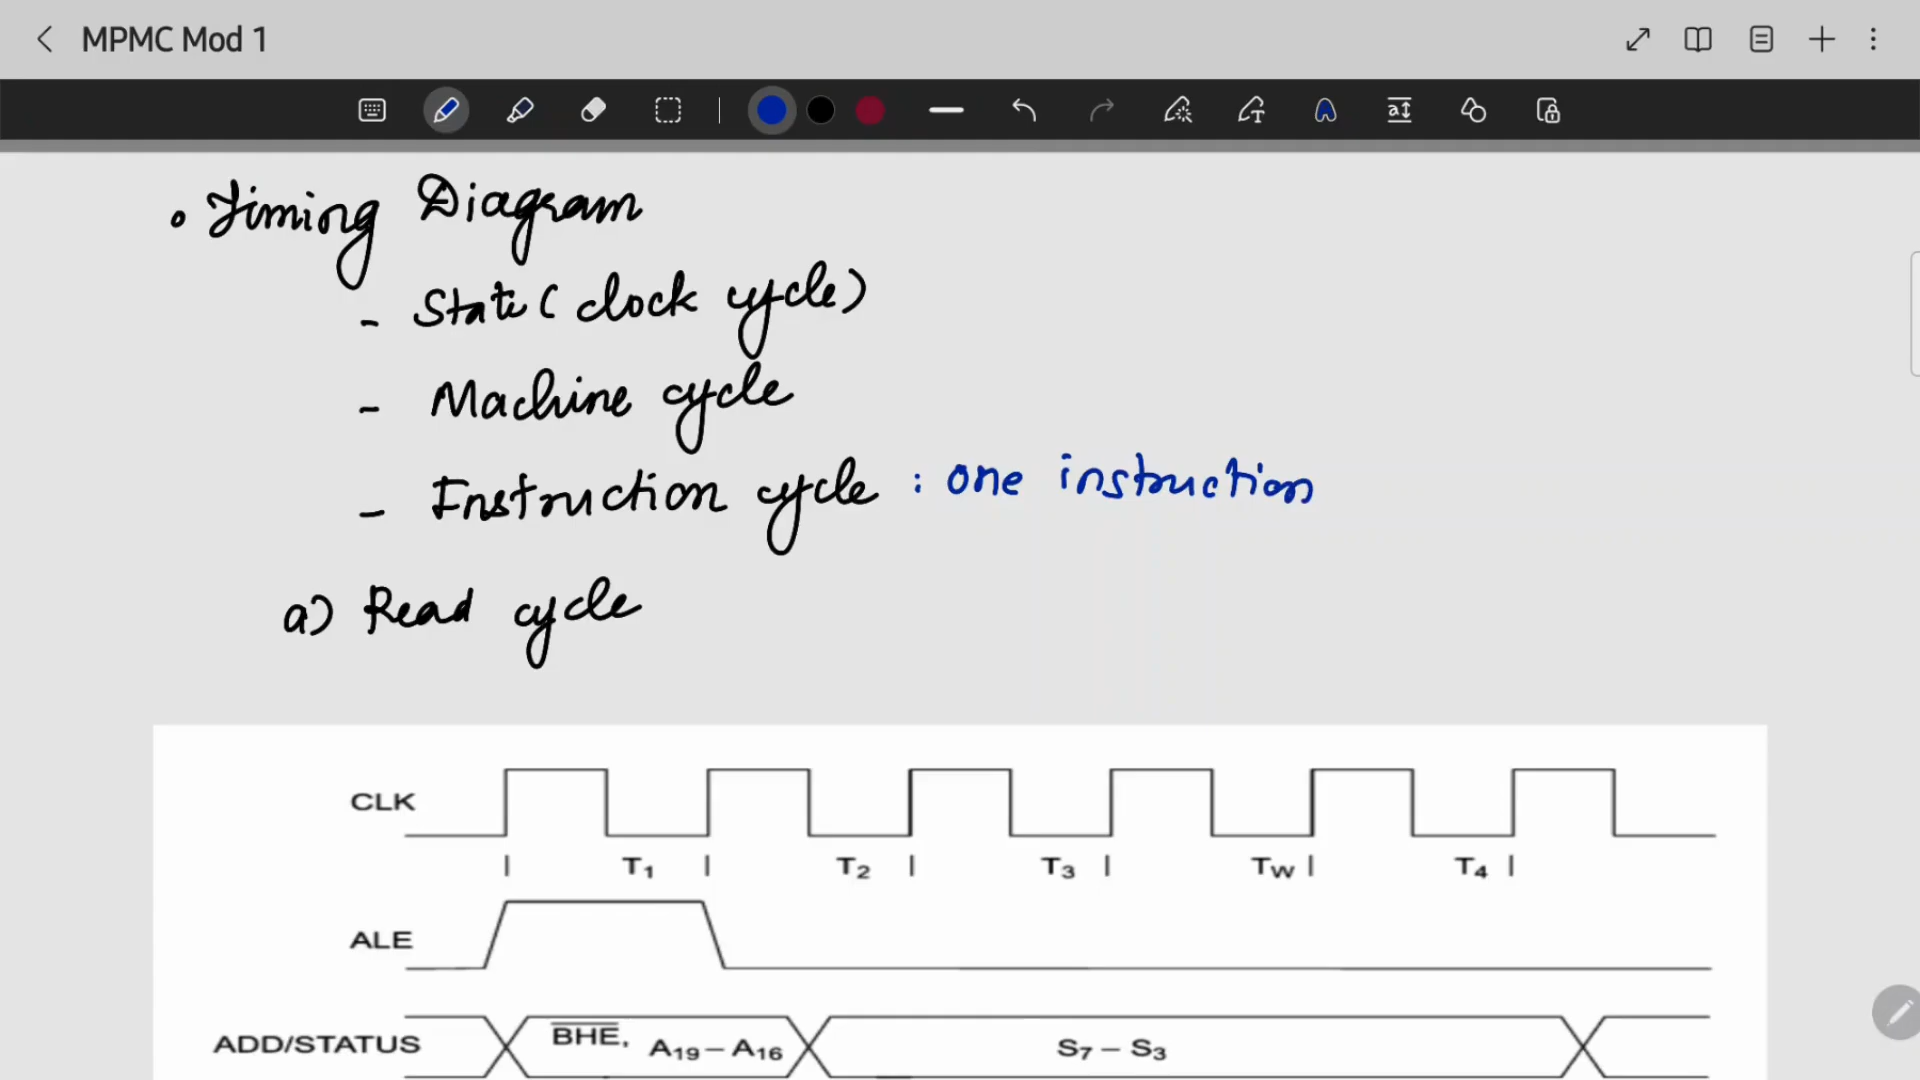 MPMC Mod 1
• Timing Diagram
- State (clock cycle)
- Machine cycle
- Instruction cycle : one instruction
a) Read cycle
CLK
T1 T2 T3 TW T4
ALE
ADD/STATUS B̅H̅E̅, A19 – A16 S7 – S3